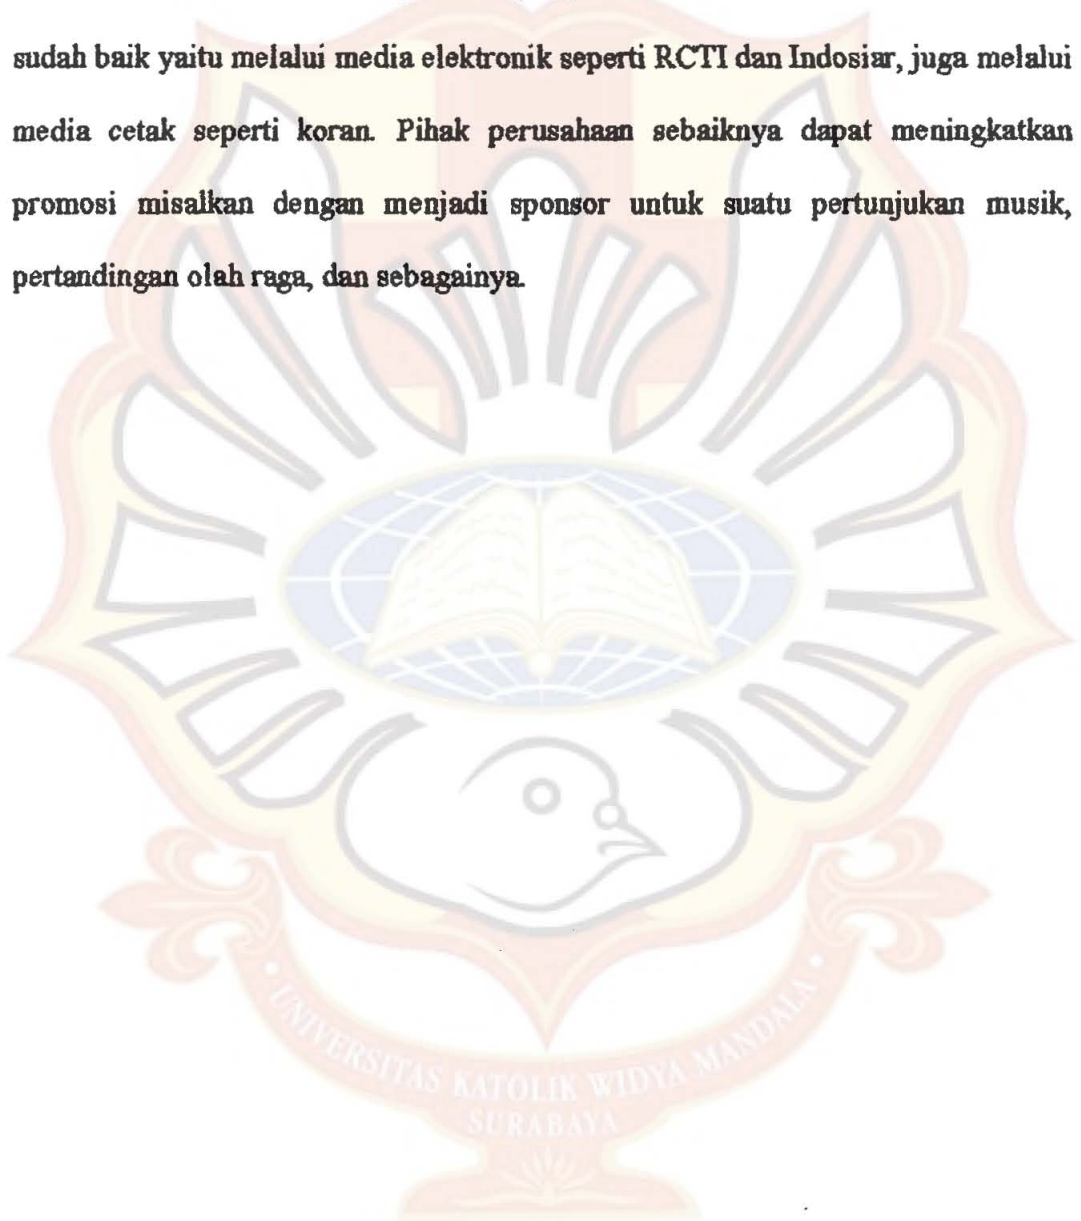 sudah baik yaitu melalui media elektronik seperti RCTI dan Indosiar, juga melalui
media cetak seperti koran. Pihak perusahaan sebaiknya dapat meningkatkan
promosi misalkan dengan menjadi sponsor untuk suatu pertunjukan musik,
pertandingan olah raga, dan sebagainya.
UNIVERSITAS KATOLIK WIDYA MANDALA
SURABAYA